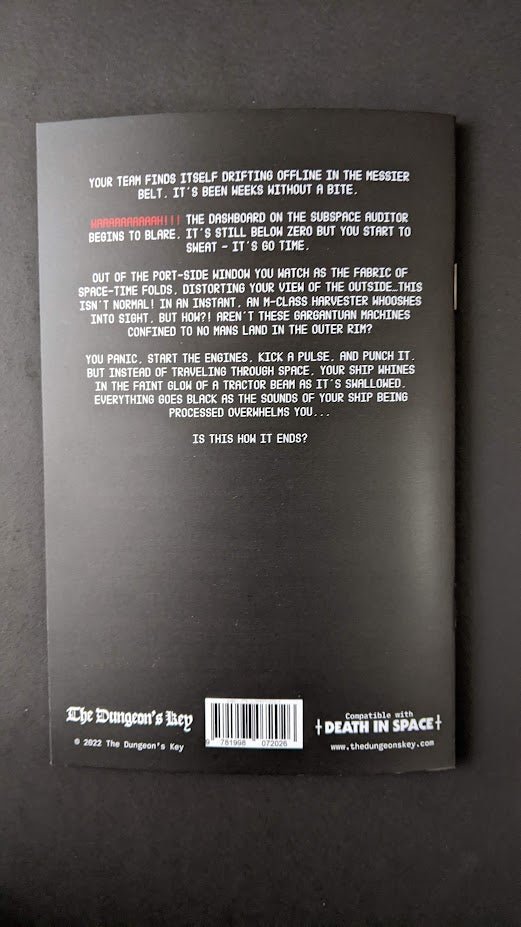 YOUR TEAM FINDS ITSELF DRIFTING OFFLINE IN THE MESSIER
BELT. IT'S BEEN WEEKS WITHOUT A BITE.
WAAAAAAAAAAH!!! THE DASHBOARD ON THE SUBSPACE AUDITOR
BEGINS TO BLARE. IT'S STILL BELOW ZERO BUT YOU START TO
SWEAT - IT'S GO TIME.
OUT OF THE PORT-SIDE WINDOW YOU WATCH AS THE FABRIC OF
SPACE-TIME FOLDS, DISTORTING YOUR VIEW OF THE OUTSIDE…THIS
ISN'T NORMAL! IN AN INSTANT, AN M-CLASS HARVESTER WHOOSHES
INTO SIGHT, BUT HOW?! AREN'T THESE GARGANTUAN MACHINES
CONFINED TO NO MANS LAND IN THE OUTER RIM?
YOU PANIC, START THE ENGINES, KICK A PULSE, AND PUNCH IT.
BUT INSTEAD OF TRAVELING THROUGH SPACE, YOUR SHIP WHINES
IN THE FAINT GLOW OF A TRACTOR BEAM AS IT'S SWALLOWED.
EVERYTHING GOES BLACK AS THE SOUNDS OF YOUR SHIP BEING
PROCESSED OVERWHELMS YOU...
IS THIS HOW IT ENDS?
The Dungeon's Key
© 2022 The Dungeon's Key
9 781998 072026
Compatible with
DEATH IN SPACE
www.thedungeonskey.com